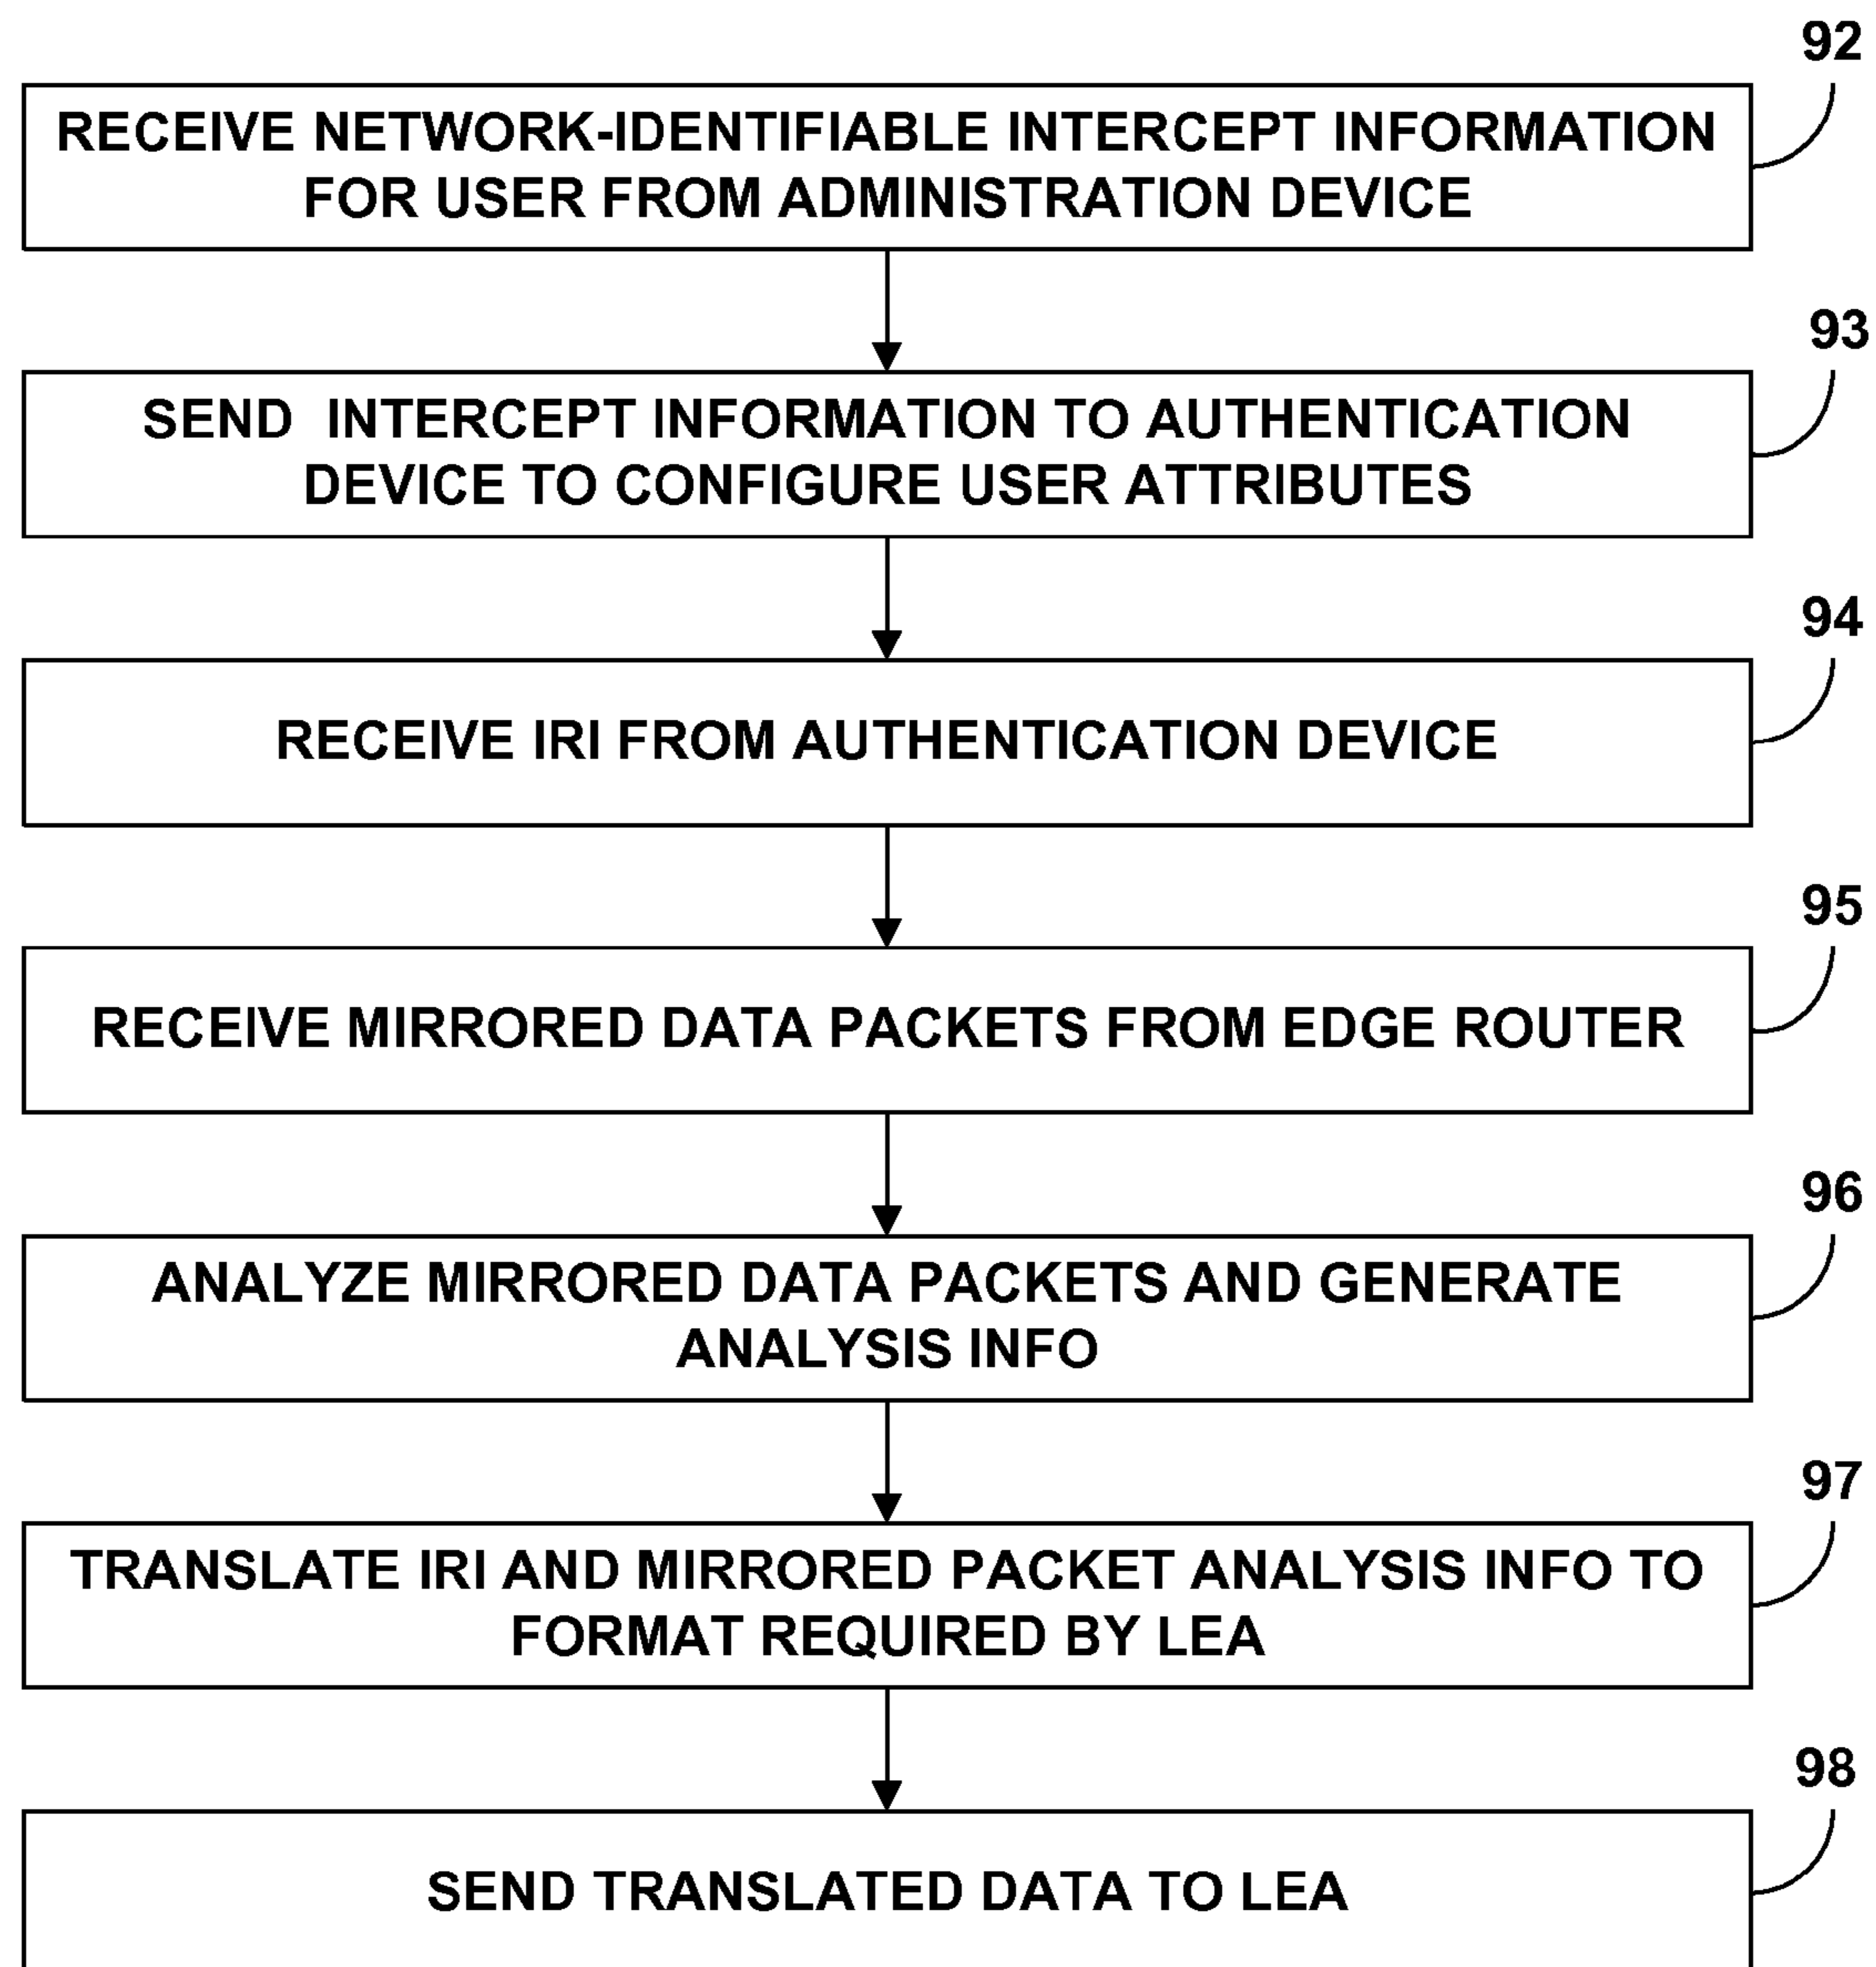 92
RECEIVE NETWORK-IDENTIFIABLE INTERCEPT INFORMATION
FOR USER FROM ADMINISTRATION DEVICE
93
SEND INTERCEPT INFORMATION TO AUTHENTICATION
DEVICE TO CONFIGURE USER ATTRIBUTES
94
RECEIVE IRI FROM AUTHENTICATION DEVICE
95
RECEIVE MIRRORED DATA PACKETS FROM EDGE ROUTER
96
ANALYZE MIRRORED DATA PACKETS AND GENERATE
ANALYSIS INFO
97
TRANSLATE IRI AND MIRRORED PACKET ANALYSIS INFO TO
FORMAT REQUIRED BY LEA
98
SEND TRANSLATED DATA TO LEA